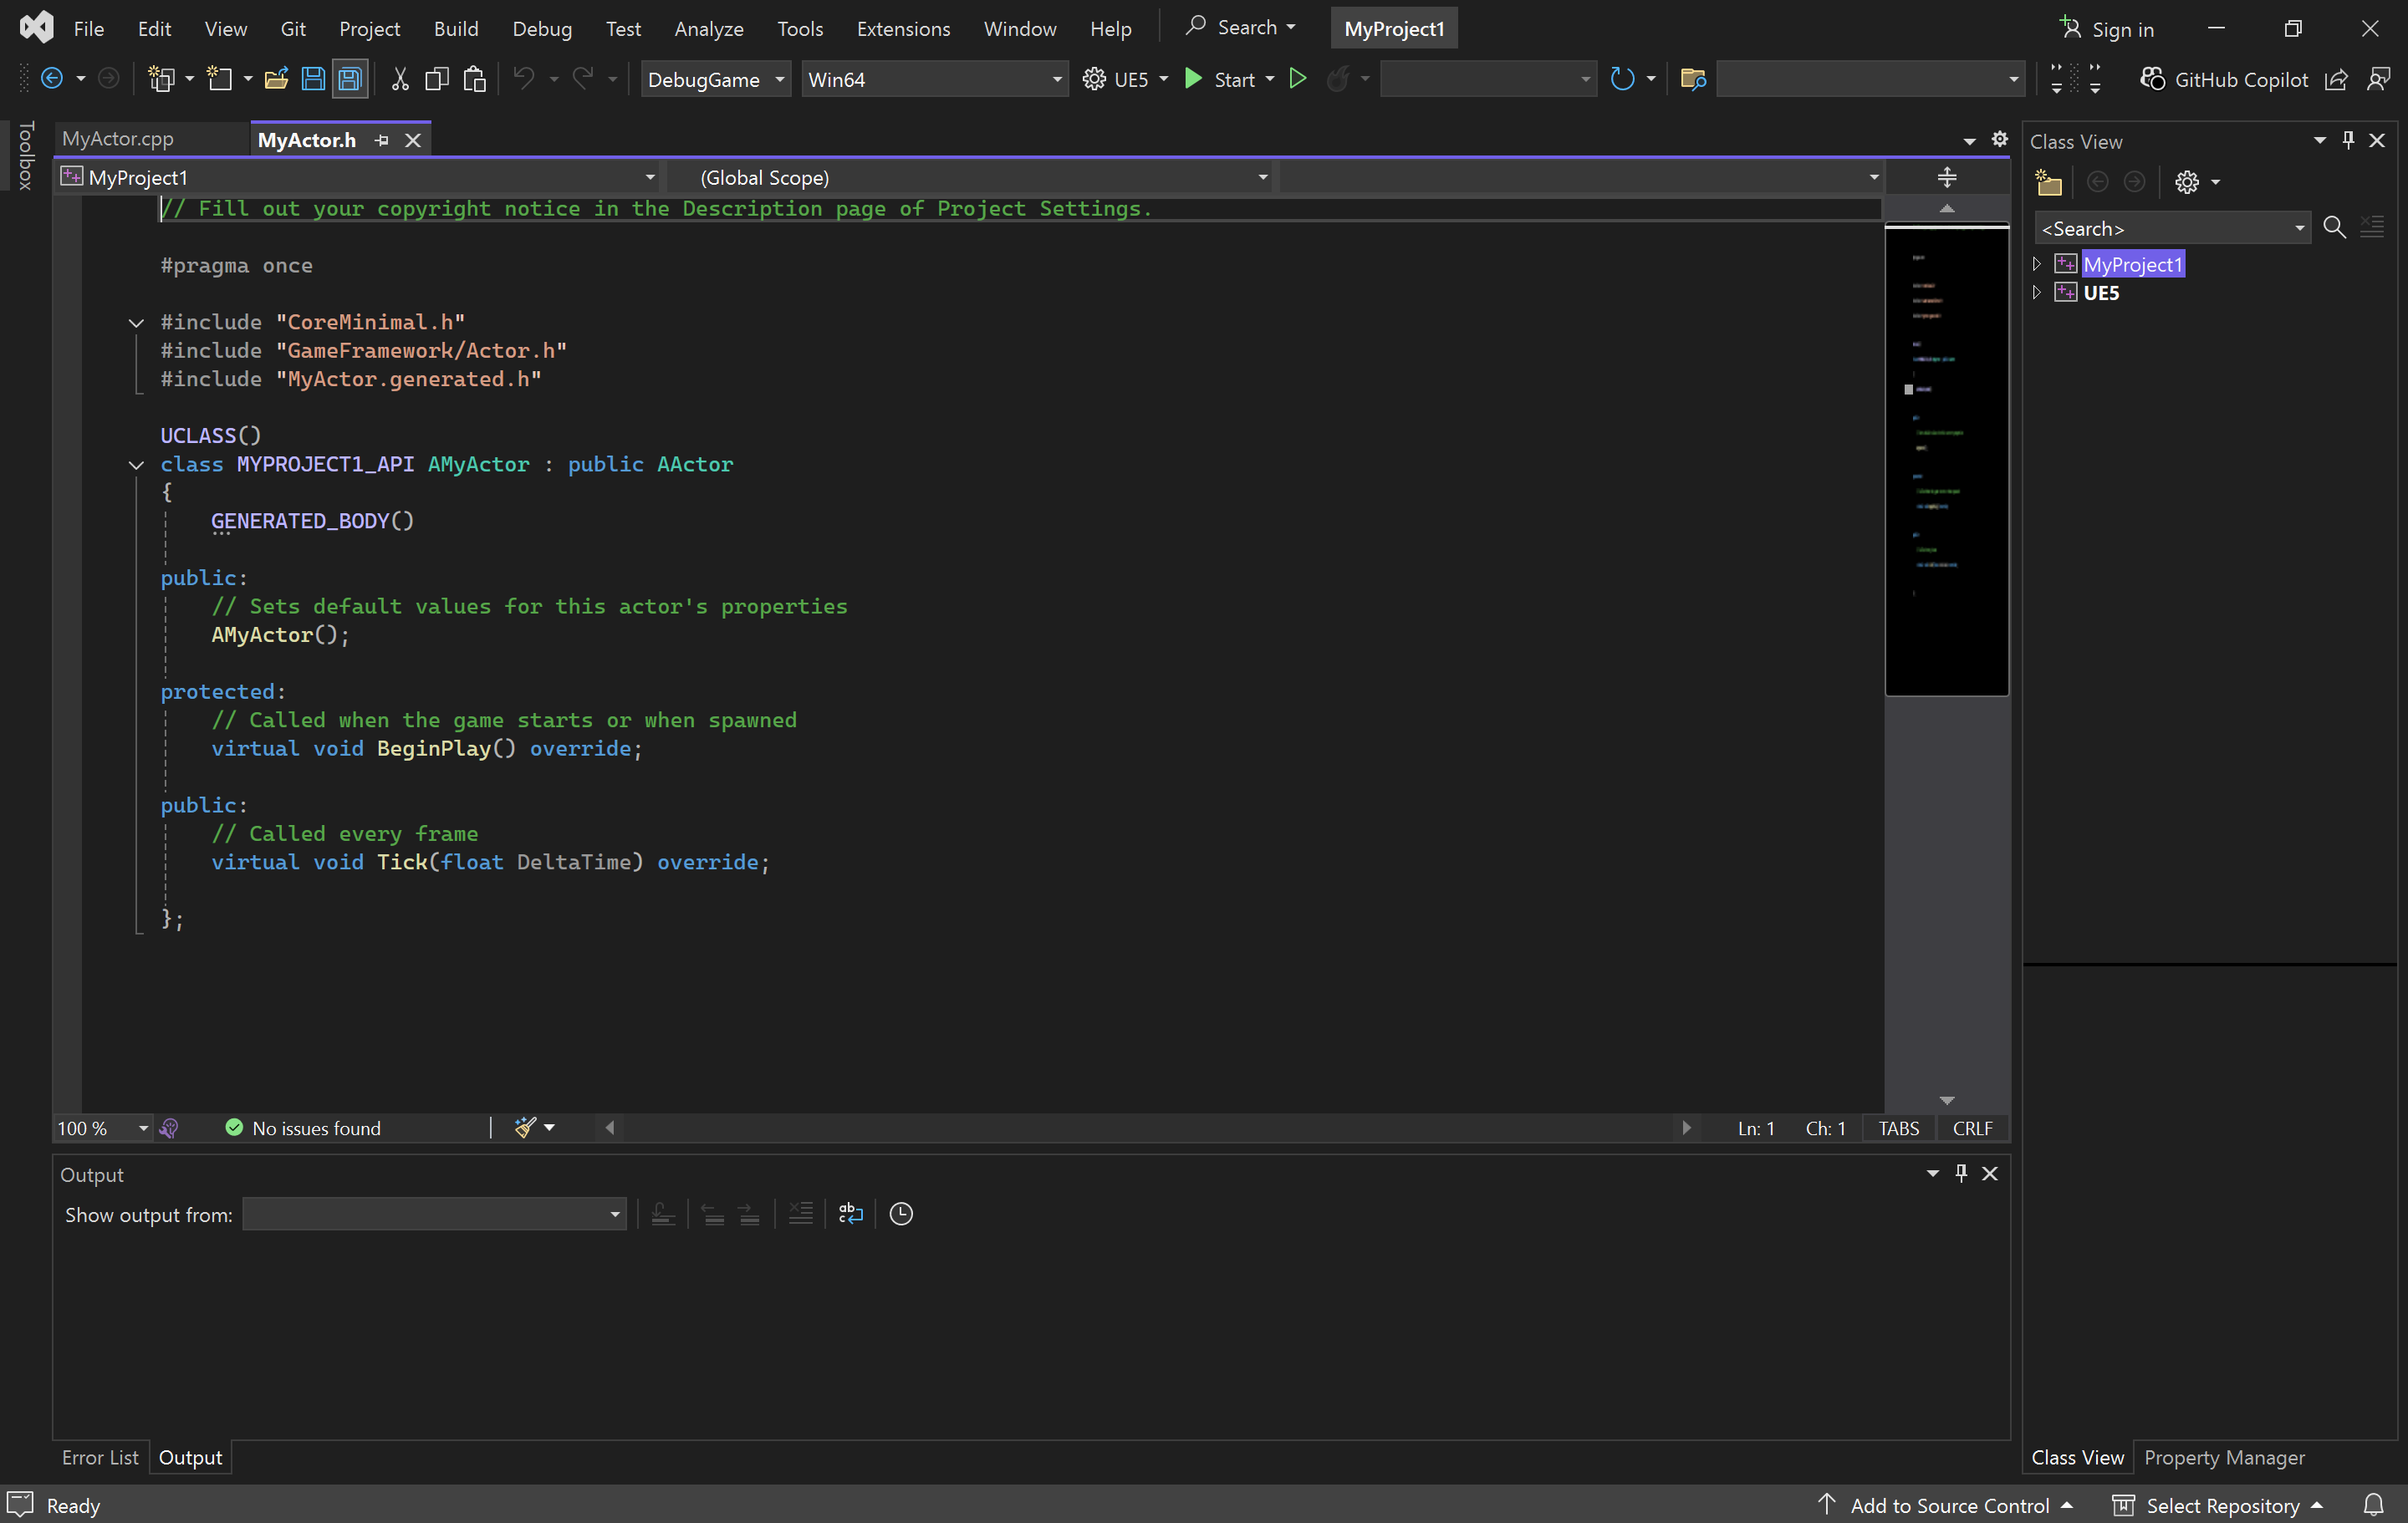 File Edit View Git Project Build Debug Test Analyze Tools Extensions Window Help Search MyProject1 Sign in
DebugGame Win64 UE5 Start GitHub Copilot
Toolbox
MyActor.cpp MyActor.h
MyProject1 (Global Scope)
// Fill out your copyright notice in the Description page of Project Settings.
#pragma once
#include "CoreMinimal.h"
#include "GameFramework/Actor.h"
#include "MyActor.generated.h"
UCLASS()
class MYPROJECT1_API AMyActor : public AActor
{
GENERATED_BODY()
public:
// Sets default values for this actor's properties
AMyActor();
protected:
// Called when the game starts or when spawned
virtual void BeginPlay() override;
public:
// Called every frame
virtual void Tick(float DeltaTime) override;
};
100 % No issues found Ln: 1 Ch: 1 TABS CRLF
Output
Show output from:
Error List Output
Class View
<Search>
MyProject1
UE5
Class View Property Manager
Ready Add to Source Control Select Repository